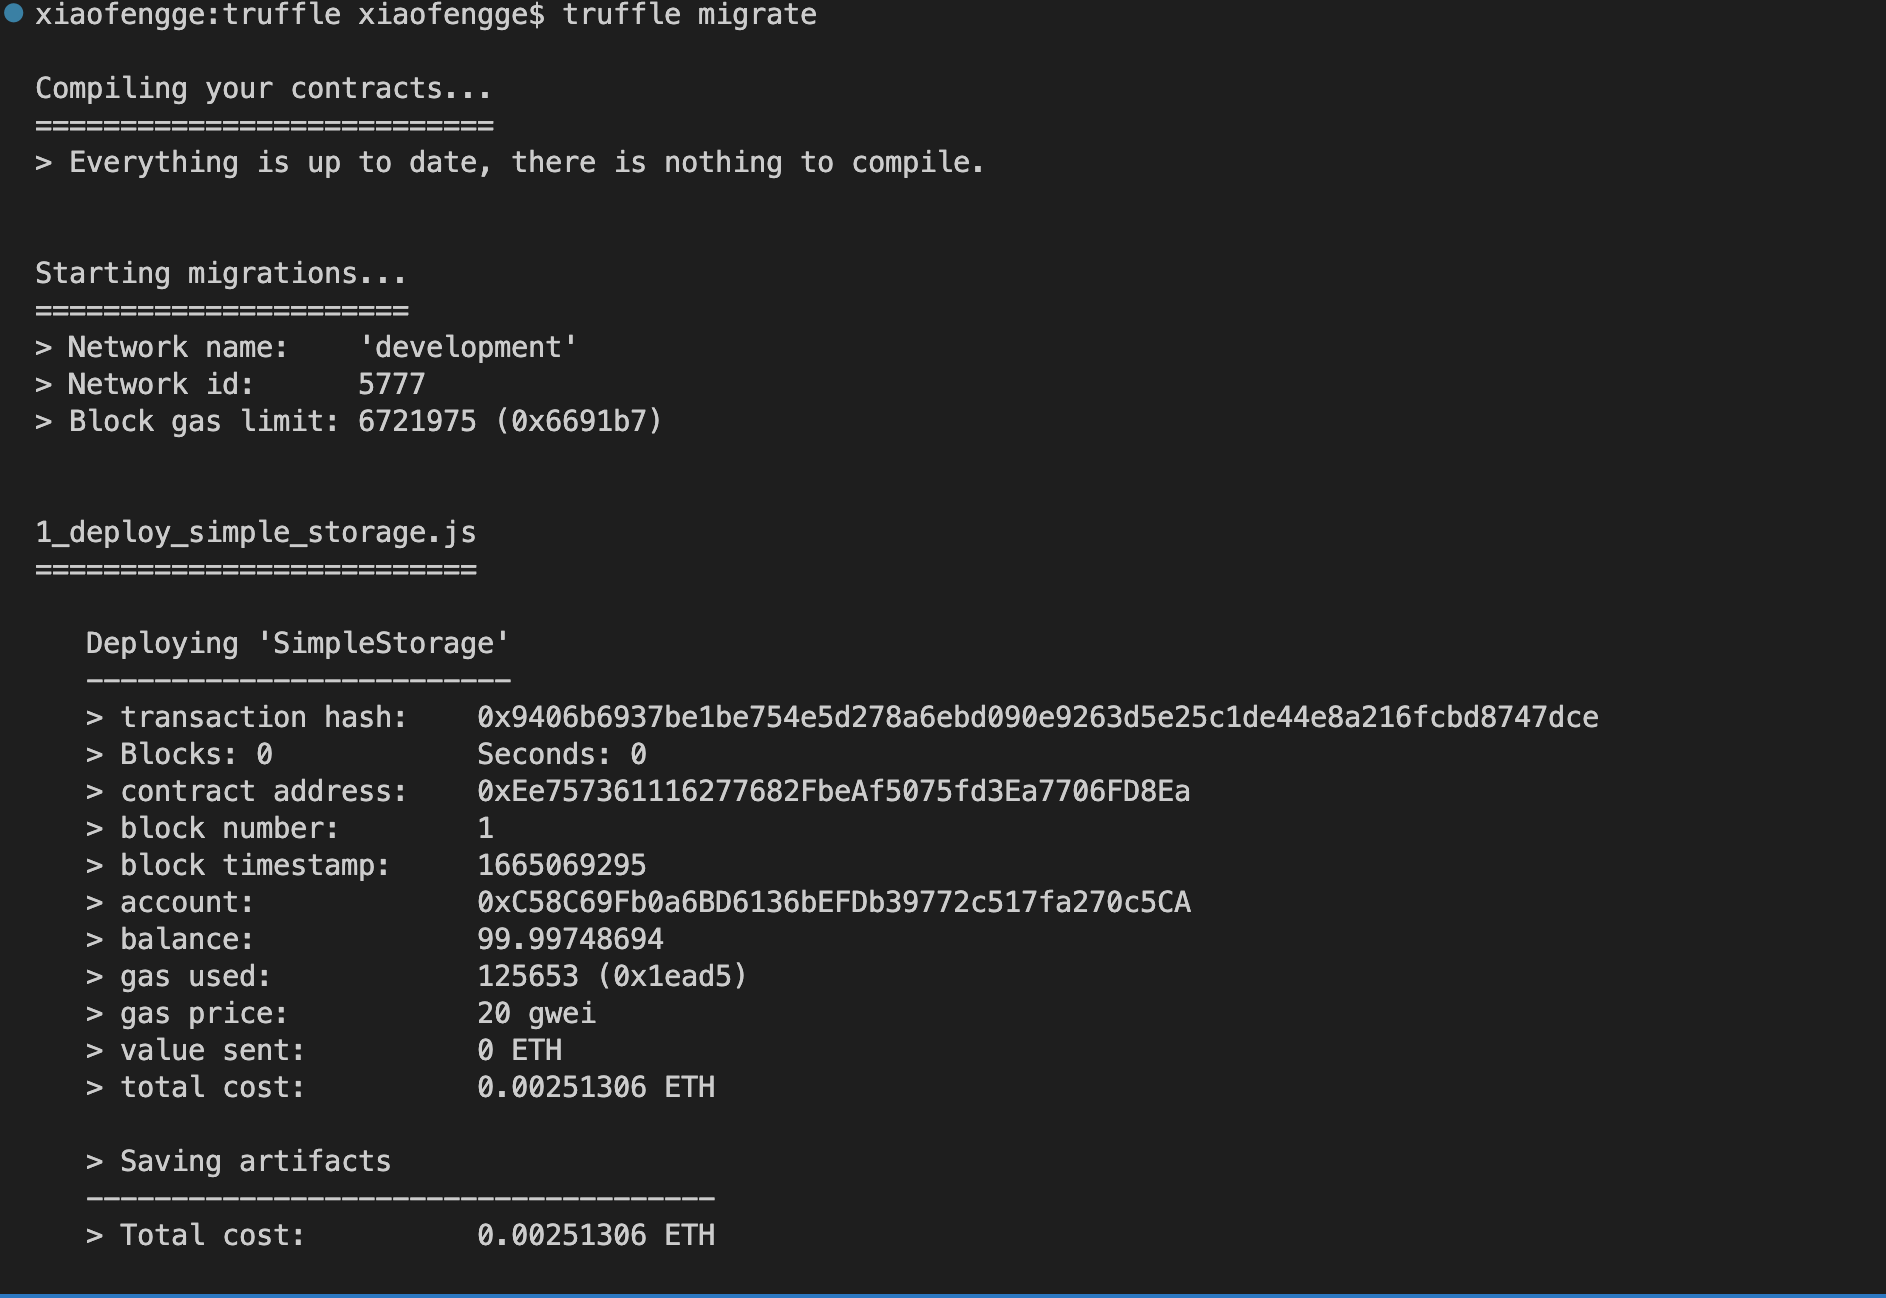 xiaofengge:truffle xiaofengge$ truffle migrate
Compiling your contracts...
===========================
> Everything is up to date, there is nothing to compile.
Starting migrations...
======================
> Network name:    'development'
> Network id:      5777
> Block gas limit: 6721975 (0x6691b7)
1_deploy_simple_storage.js
==========================
   Deploying 'SimpleStorage'
   -------------------------
   > transaction hash:    0x9406b6937be1be754e5d278a6ebd090e9263d5e25c1de44e8a216fcbd8747dce
   > Blocks: 0            Seconds: 0
   > contract address:    0xEe757361116277682FbeAf5075fd3Ea7706FD8Ea
   > block number:        1
   > block timestamp:     1665069295
   > account:             0xC58C69Fb0a6BD6136bEFDb39772c517fa270c5CA
   > balance:             99.99748694
   > gas used:            125653 (0x1ead5)
   > gas price:           20 gwei
   > value sent:          0 ETH
   > total cost:          0.00251306 ETH
   > Saving artifacts
   -------------------------------------
   > Total cost:          0.00251306 ETH